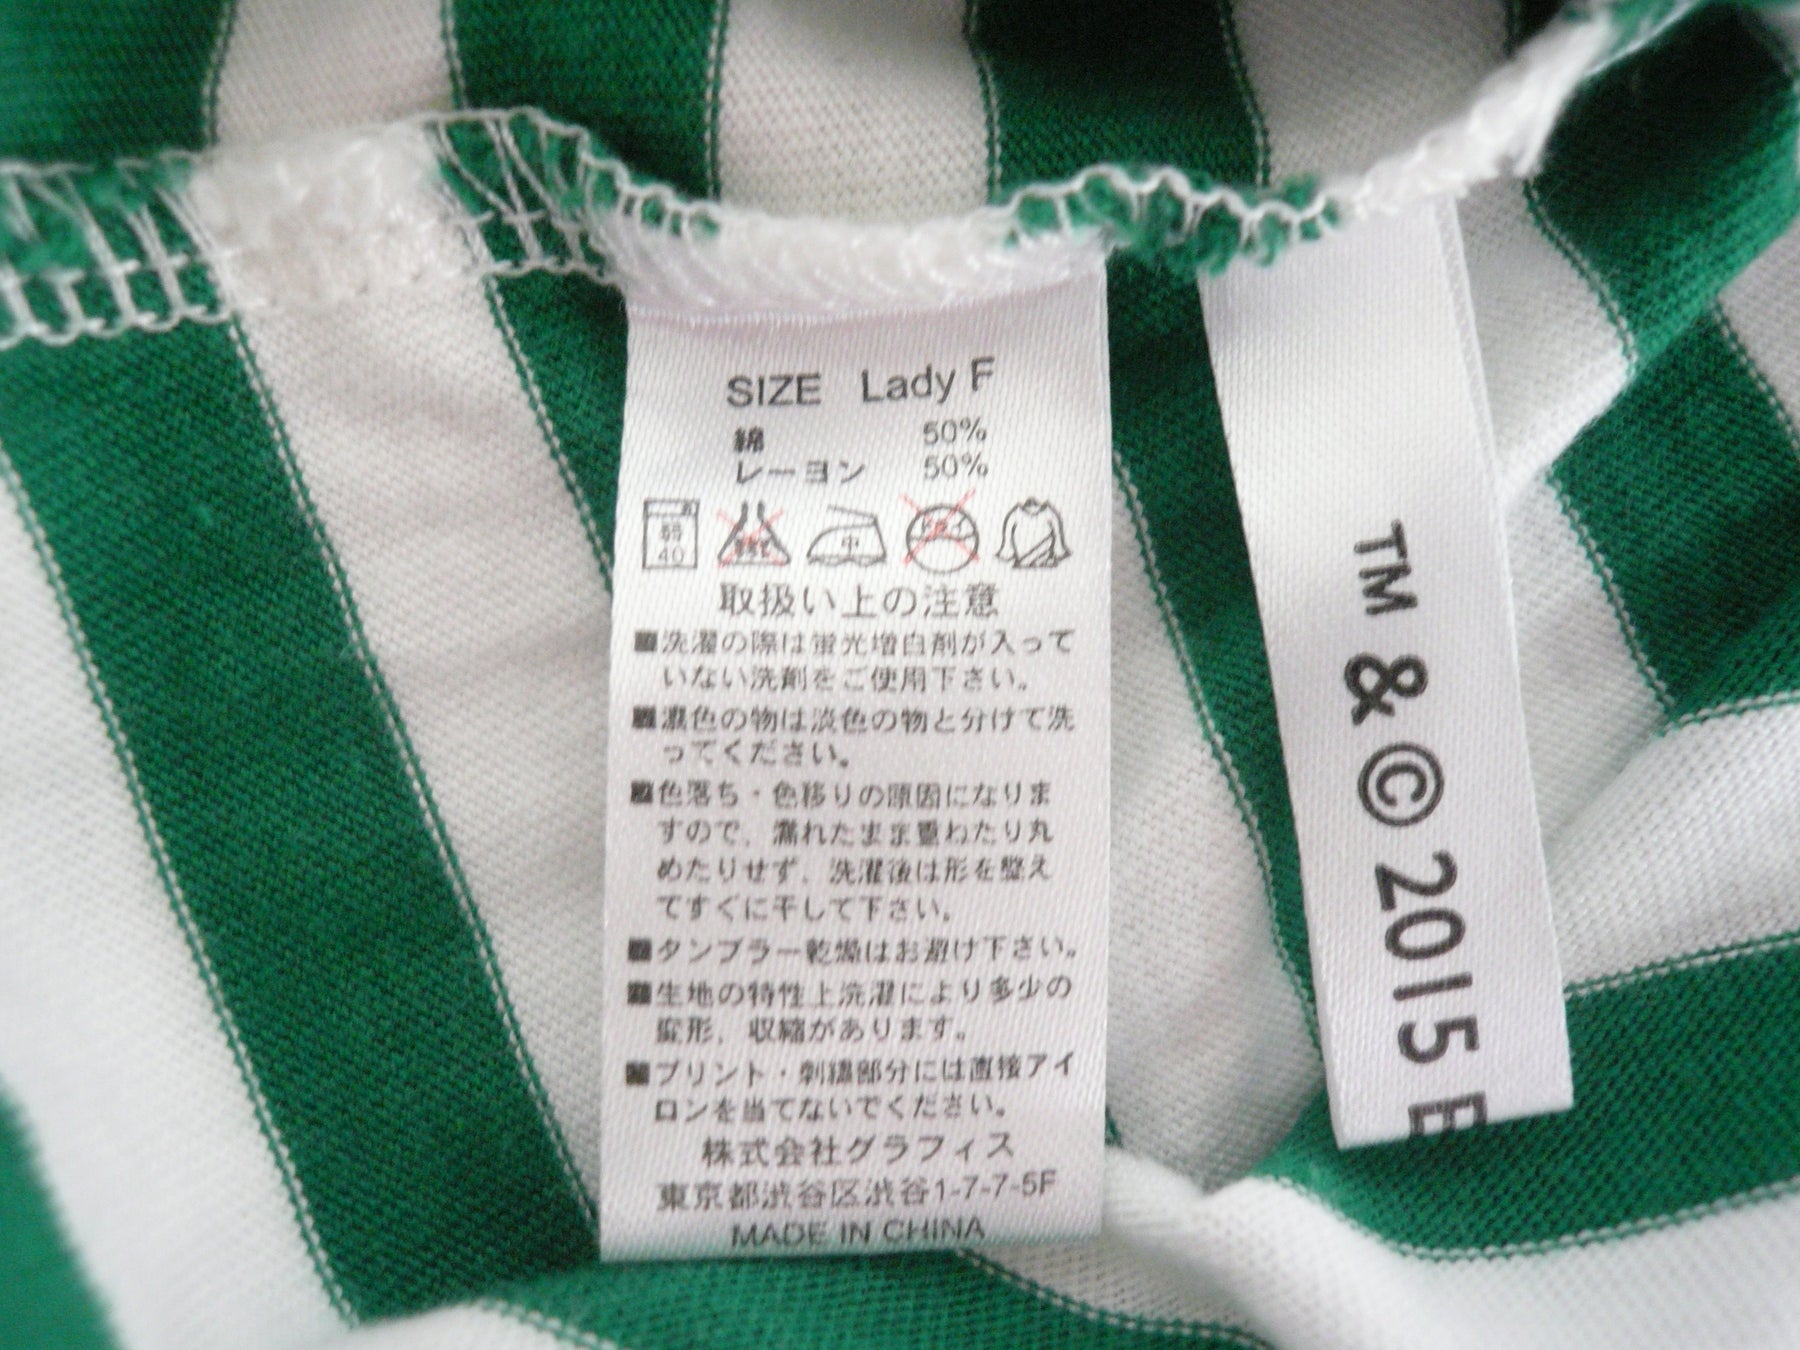 SIZE Lady F
綿 50%
レーヨン 50%
弱
40
中
取扱い上の注意
■洗濯の際は蛍光増白剤が入って
いない洗剤をご使用下さい。
■濃色の物は淡色の物と分けて洗
ってください。
■色落ち・色移りの原因になりま
すので、濡れたまま重ねたり丸
めたりせず、洗濯後は形を整え
てすぐに干して下さい。
■タンブラー乾燥はお避け下さい。
■生地の特性上洗濯により多少の
変形、収縮があります。
■プリント・刺繍部分には直接アイ
ロンを当てないでください。
株式会社グラフィス
東京都渋谷区渋谷1-7-7-5F
MADE IN CHINA
TM & © 2015